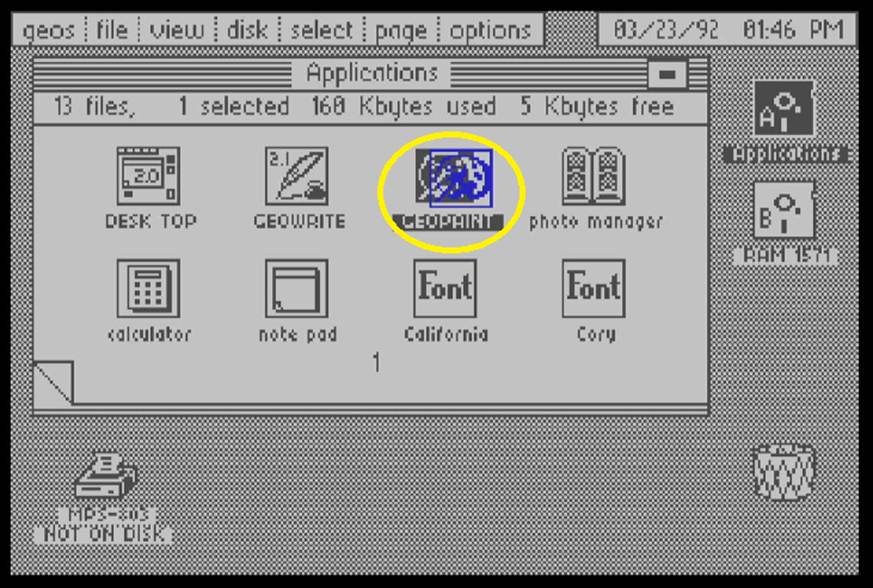 geos file view disk select page options 03/23/92 01:46 PM
Applications
13 files, 1 selected 160 Kbytes used 5 Kbytes free
2.0 2.1
DESK TOP GEOWRITE GEOPAINT photo manager
Font Font
calculator note pad California Cory
1
A
Applications
B
RAM 1571
MPS-803
NOT ON DISK